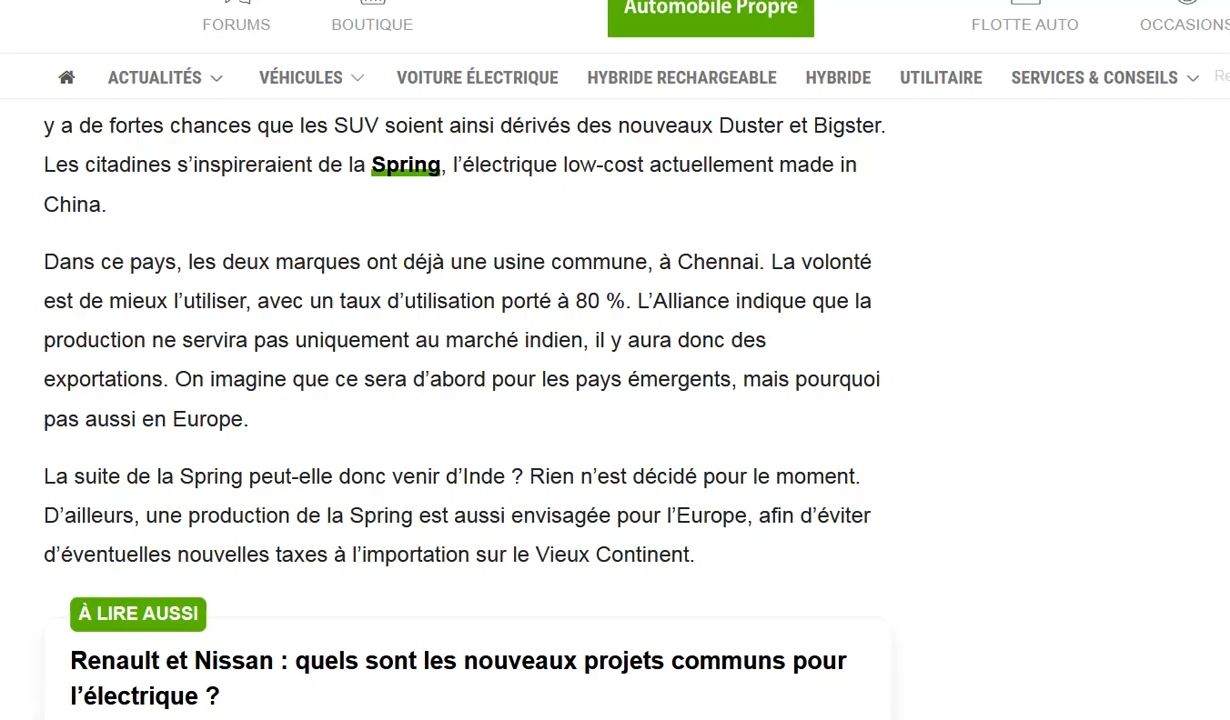 Automobile Propre
FORUMS BOUTIQUE FLOTTE AUTO OCCASIONS
ACTUALITÉS VÉHICULES VOITURE ÉLECTRIQUE HYBRIDE RECHARGEABLE HYBRIDE UTILITAIRE SERVICES & CONSEILS Re
y a de fortes chances que les SUV soient ainsi dérivés des nouveaux Duster et Bigster.
Les citadines s’inspireraient de la Spring, l’électrique low-cost actuellement made in
China.
Dans ce pays, les deux marques ont déjà une usine commune, à Chennai. La volonté
est de mieux l’utiliser, avec un taux d’utilisation porté à 80 %. L’Alliance indique que la
production ne servira pas uniquement au marché indien, il y aura donc des
exportations. On imagine que ce sera d’abord pour les pays émergents, mais pourquoi
pas aussi en Europe.
La suite de la Spring peut-elle donc venir d’Inde ? Rien n’est décidé pour le moment.
D’ailleurs, une production de la Spring est aussi envisagée pour l’Europe, afin d’éviter
d’éventuelles nouvelles taxes à l’importation sur le Vieux Continent.
À LIRE AUSSI
Renault et Nissan : quels sont les nouveaux projets communs pour
l’électrique ?